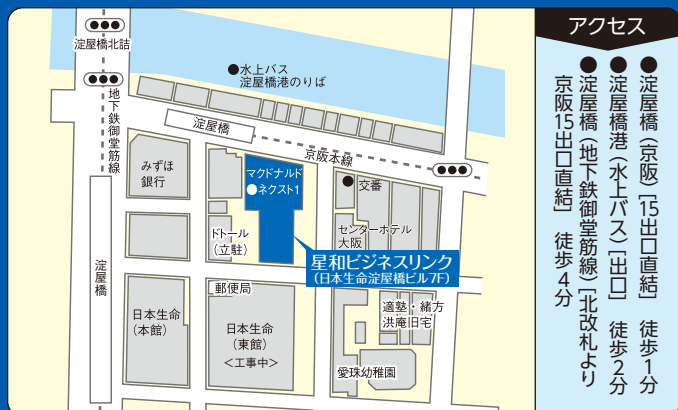 淀屋橋北詰
地下鉄御堂筋線
●水上バス
淀屋橋港のりば
淀屋橋
京阪本線
みずほ
銀行
マクドナルド
●ネクスト1
●交番
ドトール
(立駐)
センターホテル
大阪
星和ビジネスリンク
(日本生命淀屋橋ビル7F)
淀屋橋
郵便局
日本生命
(本館)
日本生命
(東館)
<工事中>
適塾・緒方
洪庵旧宅
愛珠幼稚園
アクセス
●淀屋橋(京阪)[15出口直結] 徒歩1分
●淀屋橋港(水上バス)[出口] 徒歩2分
●淀屋橋(地下鉄御堂筋線)[北改札より
京阪15出口直結] 徒歩4分